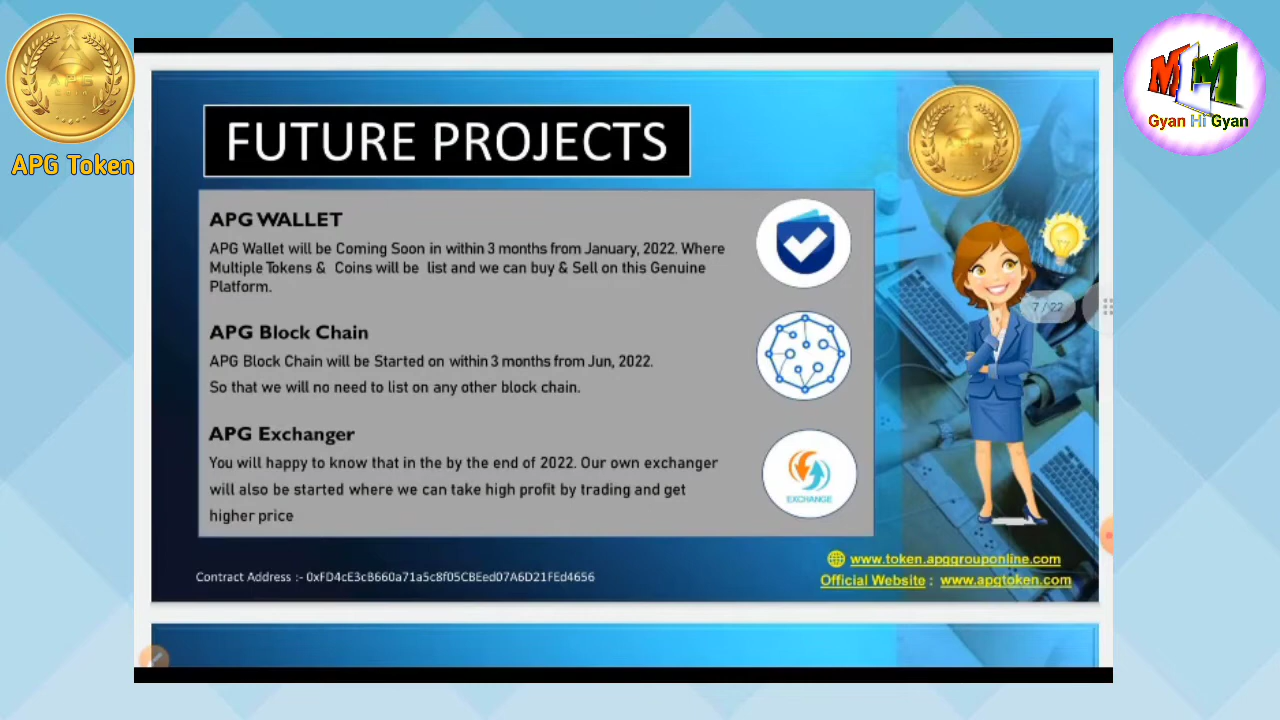 APG Token
Gyan Hi Gyan
FUTURE PROJECTS
APG WALLET
APG Wallet will be Coming Soon in within 3 months from January, 2022. Where
Multiple Tokens & Coins will be list and we can buy & Sell on this Genuine
Platform.
APG Block Chain
APG Block Chain will be Started on within 3 months from Jun, 2022.
So that we will no need to list on any other block chain.
APG Exchanger
You will happy to know that in the by the end of 2022. Our own exchanger
will also be started where we can take high profit by trading and get
higher price
EXCHANGE
7 / 22
Contract Address :- 0xFD4cE3cB660a71a5c8f05CBEed07A6D21FEd4656
www.token.apggrouponline.com
Official Website : www.apgtoken.com